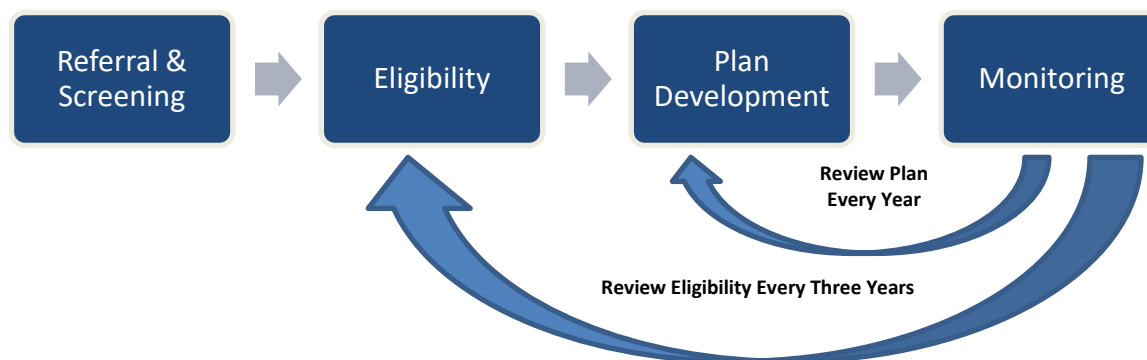 Referral &
Screening
Eligibility
Plan
Development
Monitoring
Review Plan
Every Year
Review Eligibility Every Three Years